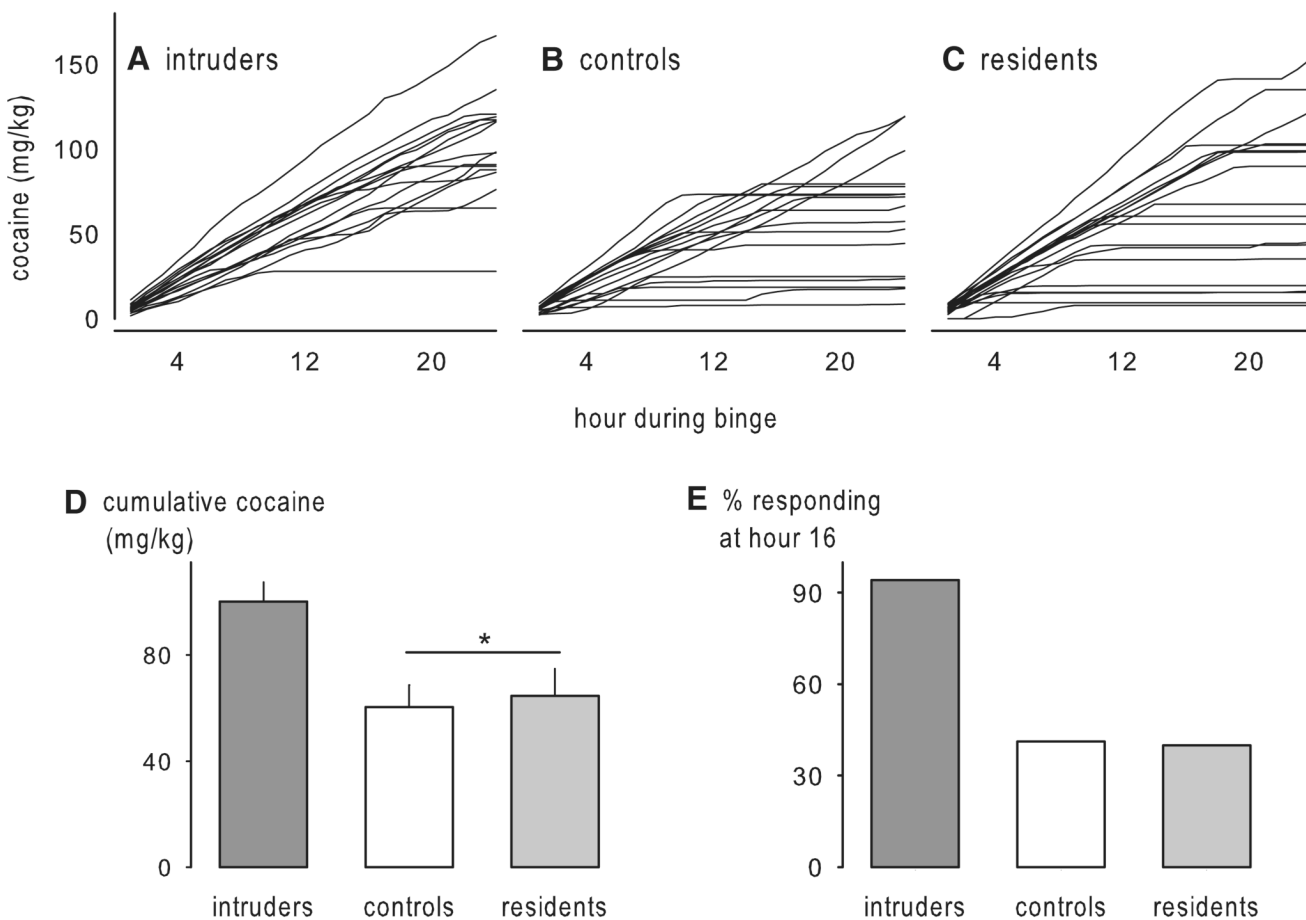 A intruders
B controls
C residents
cocaine (mg/kg)
150
100
50
0
4 12 20
4 12 20
4 12 20
hour during binge
D cumulative cocaine
(mg/kg)
80
40
0
*
intruders controls residents
E % responding
at hour 16
90
60
30
0
intruders controls residents